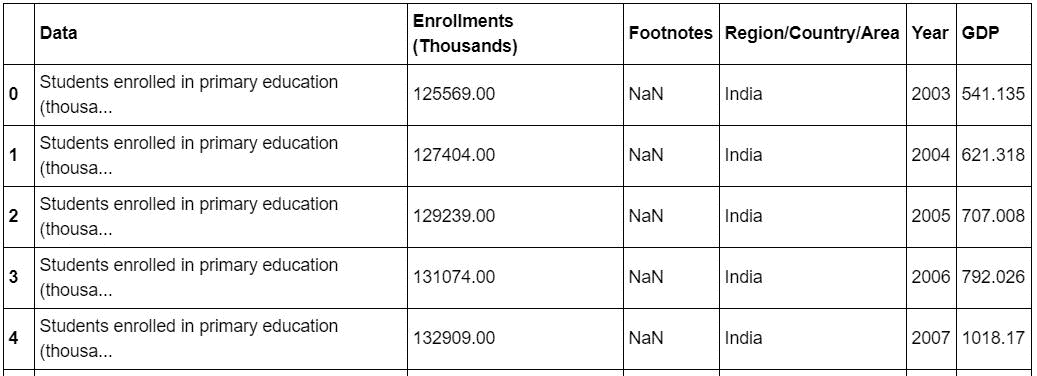 Data Enrollments (Thousands) Footnotes Region/Country/Area Year GDP
0 Students enrolled in primary education (thousa... 125569.00 NaN India 2003 541.135
1 Students enrolled in primary education (thousa... 127404.00 NaN India 2004 621.318
2 Students enrolled in primary education (thousa... 129239.00 NaN India 2005 707.008
3 Students enrolled in primary education (thousa... 131074.00 NaN India 2006 792.026
4 Students enrolled in primary education (thousa... 132909.00 NaN India 2007 1018.17